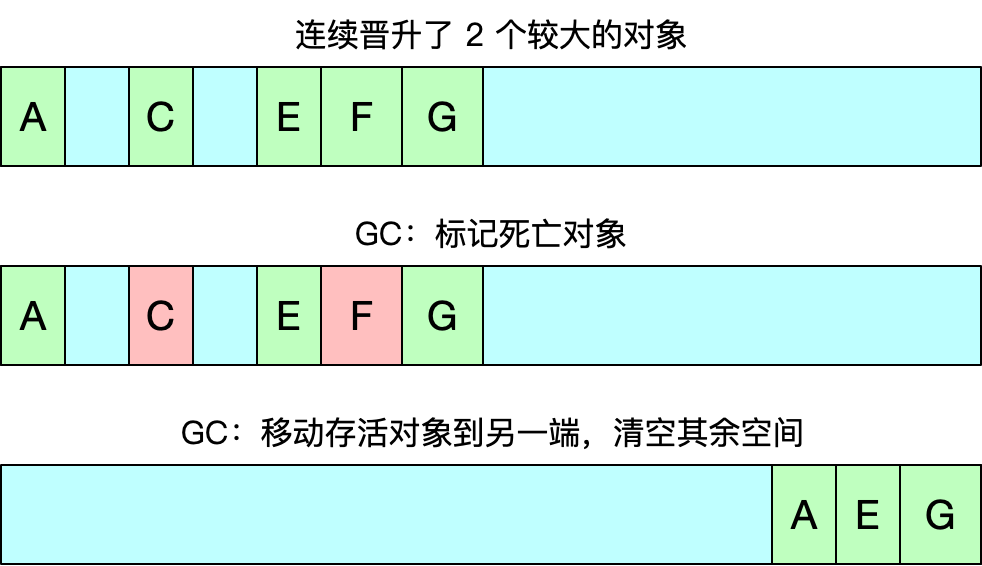 连续晋升了 2 个较大的对象
A C E F G
GC：标记死亡对象
A C E F G
GC：移动存活对象到另一端，清空其余空间
A E G